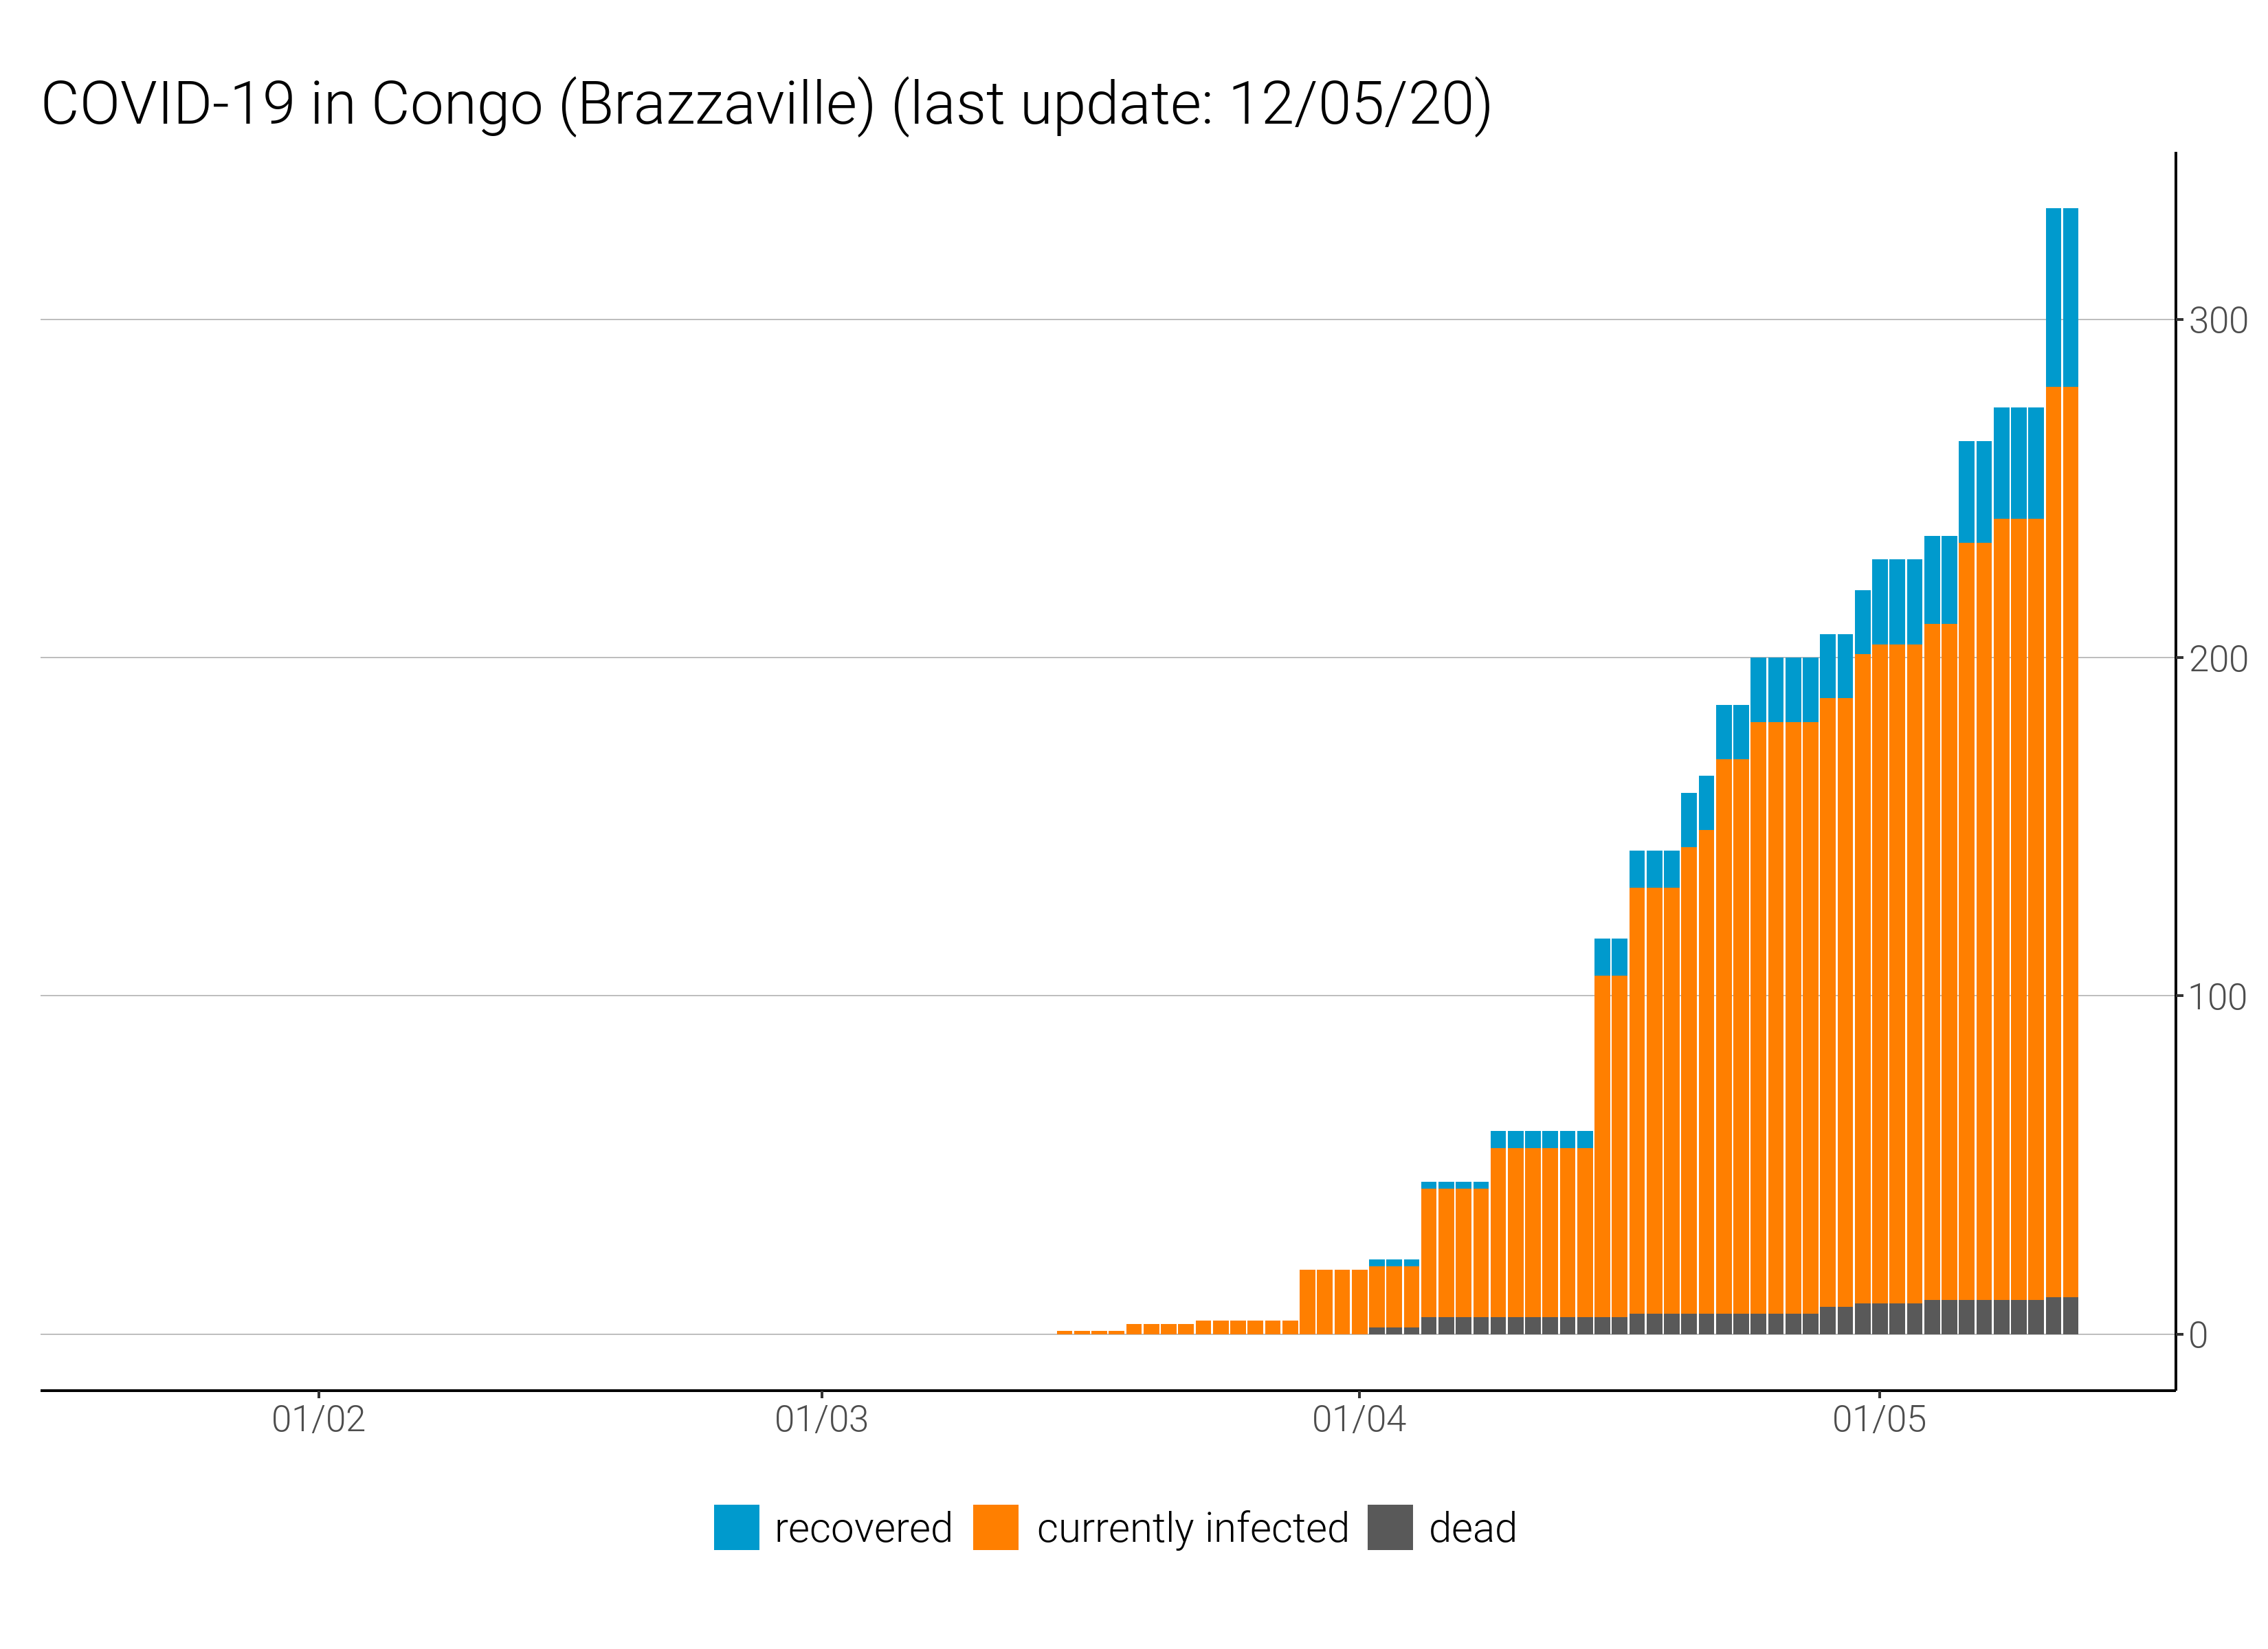 COVID-19 in Congo (Brazzaville) (last update: 12/05/20)
300
200
100
0
01/02 01/03 01/04 01/05
recovered currently infected dead